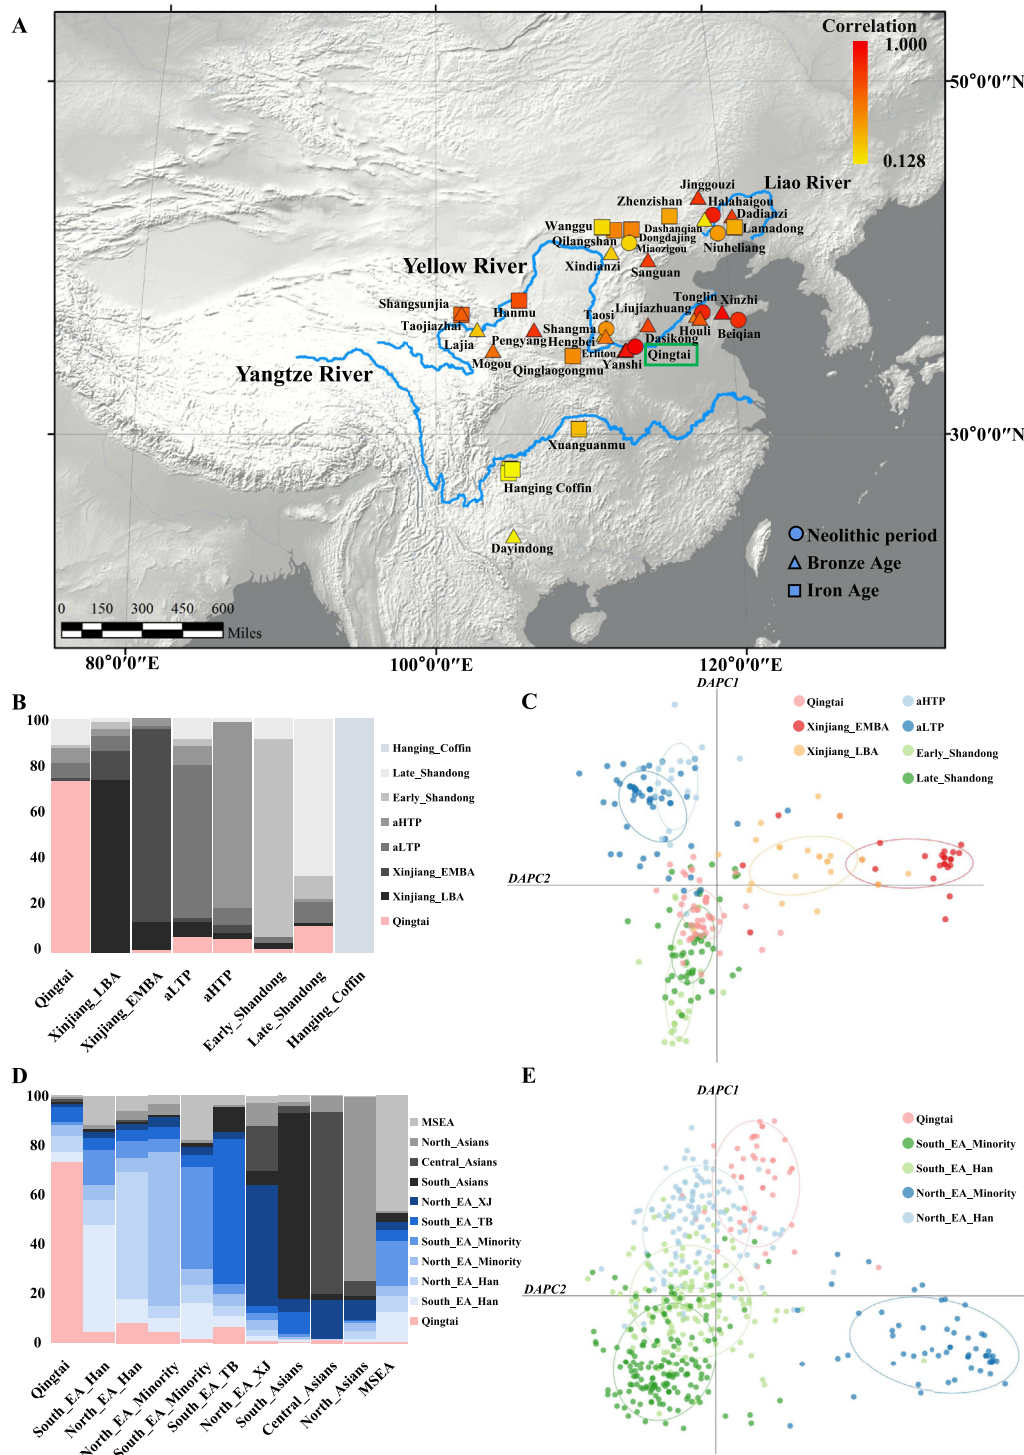 A
Correlation
1.000
50°0′0″N
0.128
Jinggouzi
Liao River
Zhenzishan
Halahaigou
Wanggu
Dashanqian
Dadianzi
Qilangshan
Dongdajing
Lamadong
Miaozigou
Niuheliang
Xindianzi
Yellow River
Sanguan
Tonglin
Xinzhi
Shangsunjia
Hanmu
Liujiazhuang
Taosi
Taojiazhai
Shangma
Houli
Beiqian
Lajia
Pengyang
Hengbei
Dasikong
Mogou
Erlitou
Qingtai
Yangtze River
Qinglaogongmu
Yanshi
30°0′0″N
Xuanguanmu
Hanging Coffin
Neolithic period
Dayindong
Bronze Age
Iron Age
0 150 300 450 600
Miles
80°0′0″E 100°0′0″E 120°0′0″E
B
100
80
60
40
20
0
Hanging_Coffin
Late_Shandong
Early_Shandong
aHTP
aLTP
Xinjiang_EMBA
Xinjiang_LBA
Qingtai
Qingtai
Xinjiang_LBA
Xinjiang_EMBA
aLTP
aHTP
Early_Shandong
Late_Shandong
Hanging_Coffin
C
DAPC1
DAPC2
Qingtai
Xinjiang_EMBA
Xinjiang_LBA
aHTP
aLTP
Early_Shandong
Late_Shandong
D
100
80
60
40
20
0
MSEA
North_Asians
Central_Asians
South_Asians
North_EA_XJ
South_EA_TB
South_EA_Minority
North_EA_Minority
North_EA_Han
South_EA_Han
Qingtai
Qingtai
South_EA_Han
North_EA_Han
North_EA_Minority
South_EA_Minority
South_EA_TB
North_EA_XJ
South_Asians
Central_Asians
North_Asians
MSEA
E
DAPC1
DAPC2
Qingtai
South_EA_Minority
South_EA_Han
North_EA_Minority
North_EA_Han